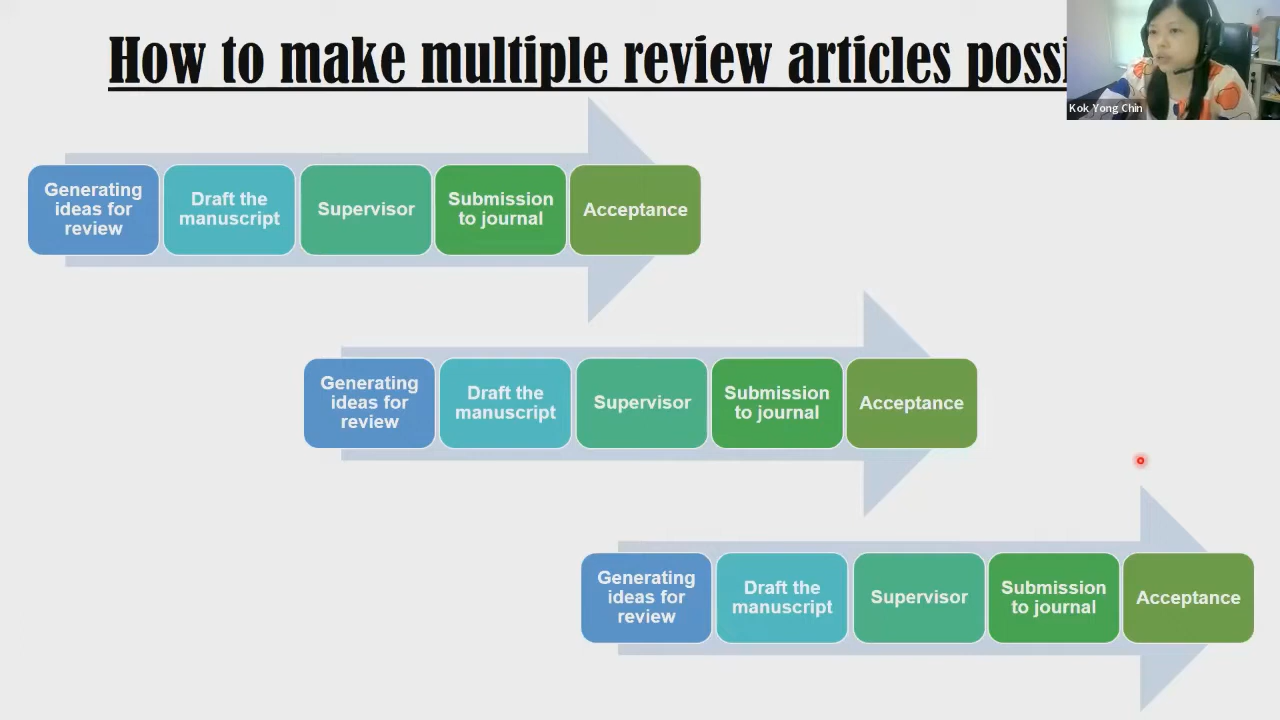 How to make multiple review articles possi
Kok Yong Chin
Generating
ideas for
review
Draft the
manuscript
Supervisor
Submission
to journal
Acceptance
Generating
ideas for
review
Draft the
manuscript
Supervisor
Submission
to journal
Acceptance
Generating
ideas for
review
Draft the
manuscript
Supervisor
Submission
to journal
Acceptance